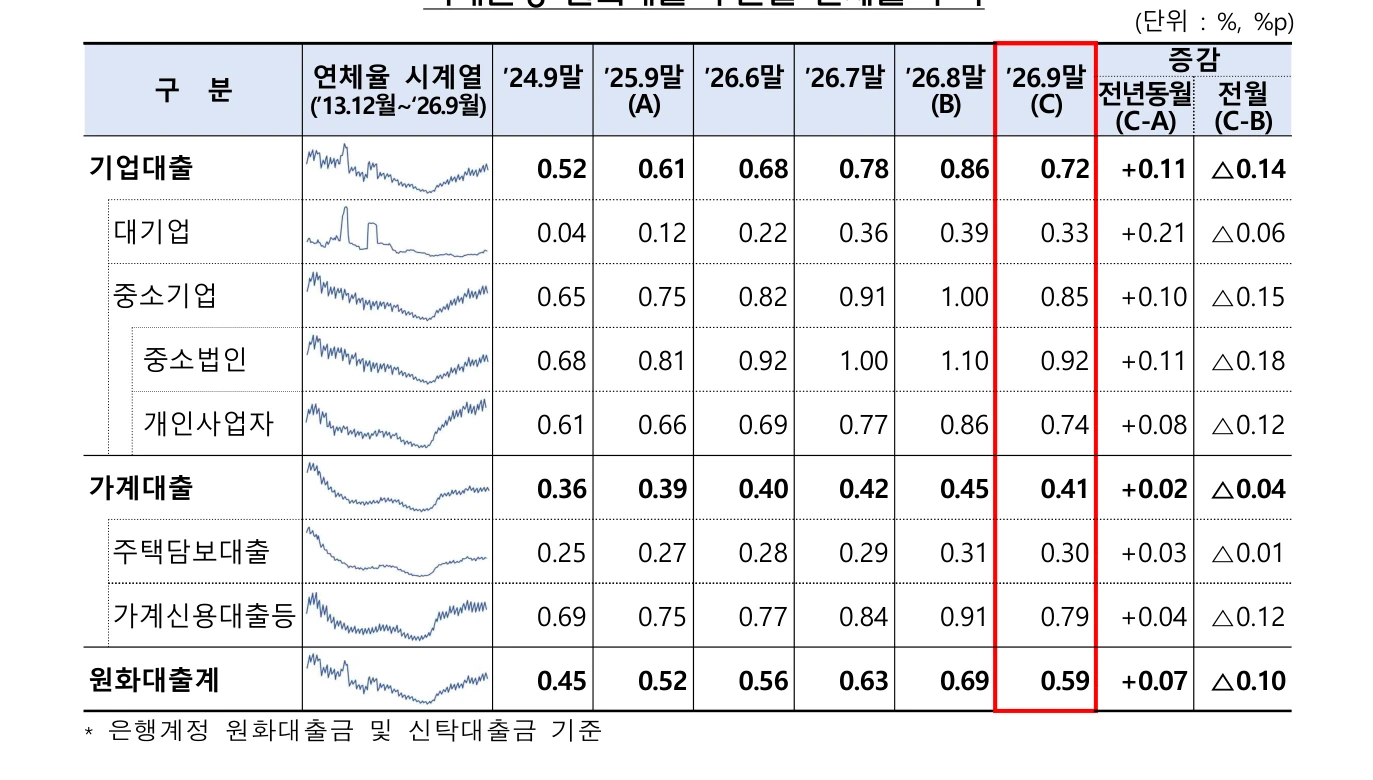 (단위 : %, %p)
구 분 연체율 시계열 ('13.12월~'26.9월) '24.9말 '25.9말 (A) '26.6말 '26.7말 '26.8말 (B) '26.9말 (C) 증감 전년동월 (C-A) 전월 (C-B)
기업대출 0.52 0.61 0.68 0.78 0.86 0.72 +0.11 △0.14
대기업 0.04 0.12 0.22 0.36 0.39 0.33 +0.21 △0.06
중소기업 0.65 0.75 0.82 0.91 1.00 0.85 +0.10 △0.15
중소법인 0.68 0.81 0.92 1.00 1.10 0.92 +0.11 △0.18
개인사업자 0.61 0.66 0.69 0.77 0.86 0.74 +0.08 △0.12
가계대출 0.36 0.39 0.40 0.42 0.45 0.41 +0.02 △0.04
주택담보대출 0.25 0.27 0.28 0.29 0.31 0.30 +0.03 △0.01
가계신용대출등 0.69 0.75 0.77 0.84 0.91 0.79 +0.04 △0.12
원화대출계 0.45 0.52 0.56 0.63 0.69 0.59 +0.07 △0.10
* 은행계정 원화대출금 및 신탁대출금 기준